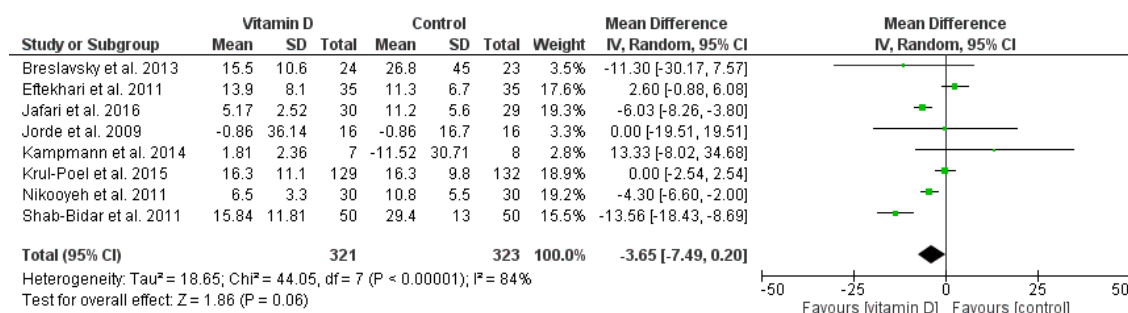 Vitamin D Control Mean Difference Mean Difference
Study or Subgroup Mean SD Total Mean SD Total Weight IV, Random, 95% CI IV, Random, 95% CI
Breslavsky et al. 2013 15.5 10.6 24 26.8 45 23 3.5% -11.30 [-30.17, 7.57]
Eftekhari et al. 2011 13.9 8.1 35 11.3 6.7 35 17.6% 2.60 [-0.88, 6.08]
Jafari et al. 2016 5.17 2.52 30 11.2 5.6 29 19.3% -6.03 [-8.26, -3.80]
Jorde et al. 2009 -0.86 36.14 16 -0.86 16.7 16 3.3% 0.00 [-19.51, 19.51]
Kampmann et al. 2014 1.81 2.36 7 -11.52 30.71 8 2.8% 13.33 [-8.02, 34.68]
Krul-Poel et al. 2015 16.3 11.1 129 16.3 9.8 132 18.9% 0.00 [-2.54, 2.54]
Nikooyeh et al. 2011 6.5 3.3 30 10.8 5.5 30 19.2% -4.30 [-6.60, -2.00]
Shab-Bidar et al. 2011 15.84 11.81 50 29.4 13 50 15.5% -13.56 [-18.43, -8.69]
Total (95% CI) 321 323 100.0% -3.65 [-7.49, 0.20]
Heterogeneity: Tau² = 18.65; Chi² = 44.05, df = 7 (P < 0.00001); I² = 84%
Test for overall effect: Z = 1.86 (P = 0.06)
-50 -25 0 25 50
Favours [vitamin D] Favours [control]